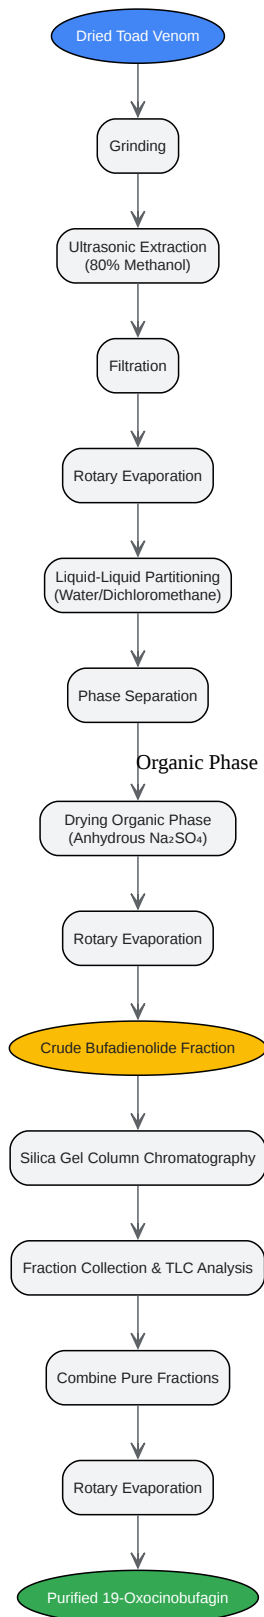 Dried Toad Venom
Grinding
Ultrasonic Extraction
(80% Methanol)
Filtration
Rotary Evaporation
Liquid-Liquid Partitioning
(Water/Dichloromethane)
Phase Separation
Organic Phase
Drying Organic Phase
(Anhydrous Na₂SO₄)
Rotary Evaporation
Crude Bufadienolide Fraction
Silica Gel Column Chromatography
Fraction Collection & TLC Analysis
Combine Pure Fractions
Rotary Evaporation
Purified 19-Oxocinobufagin